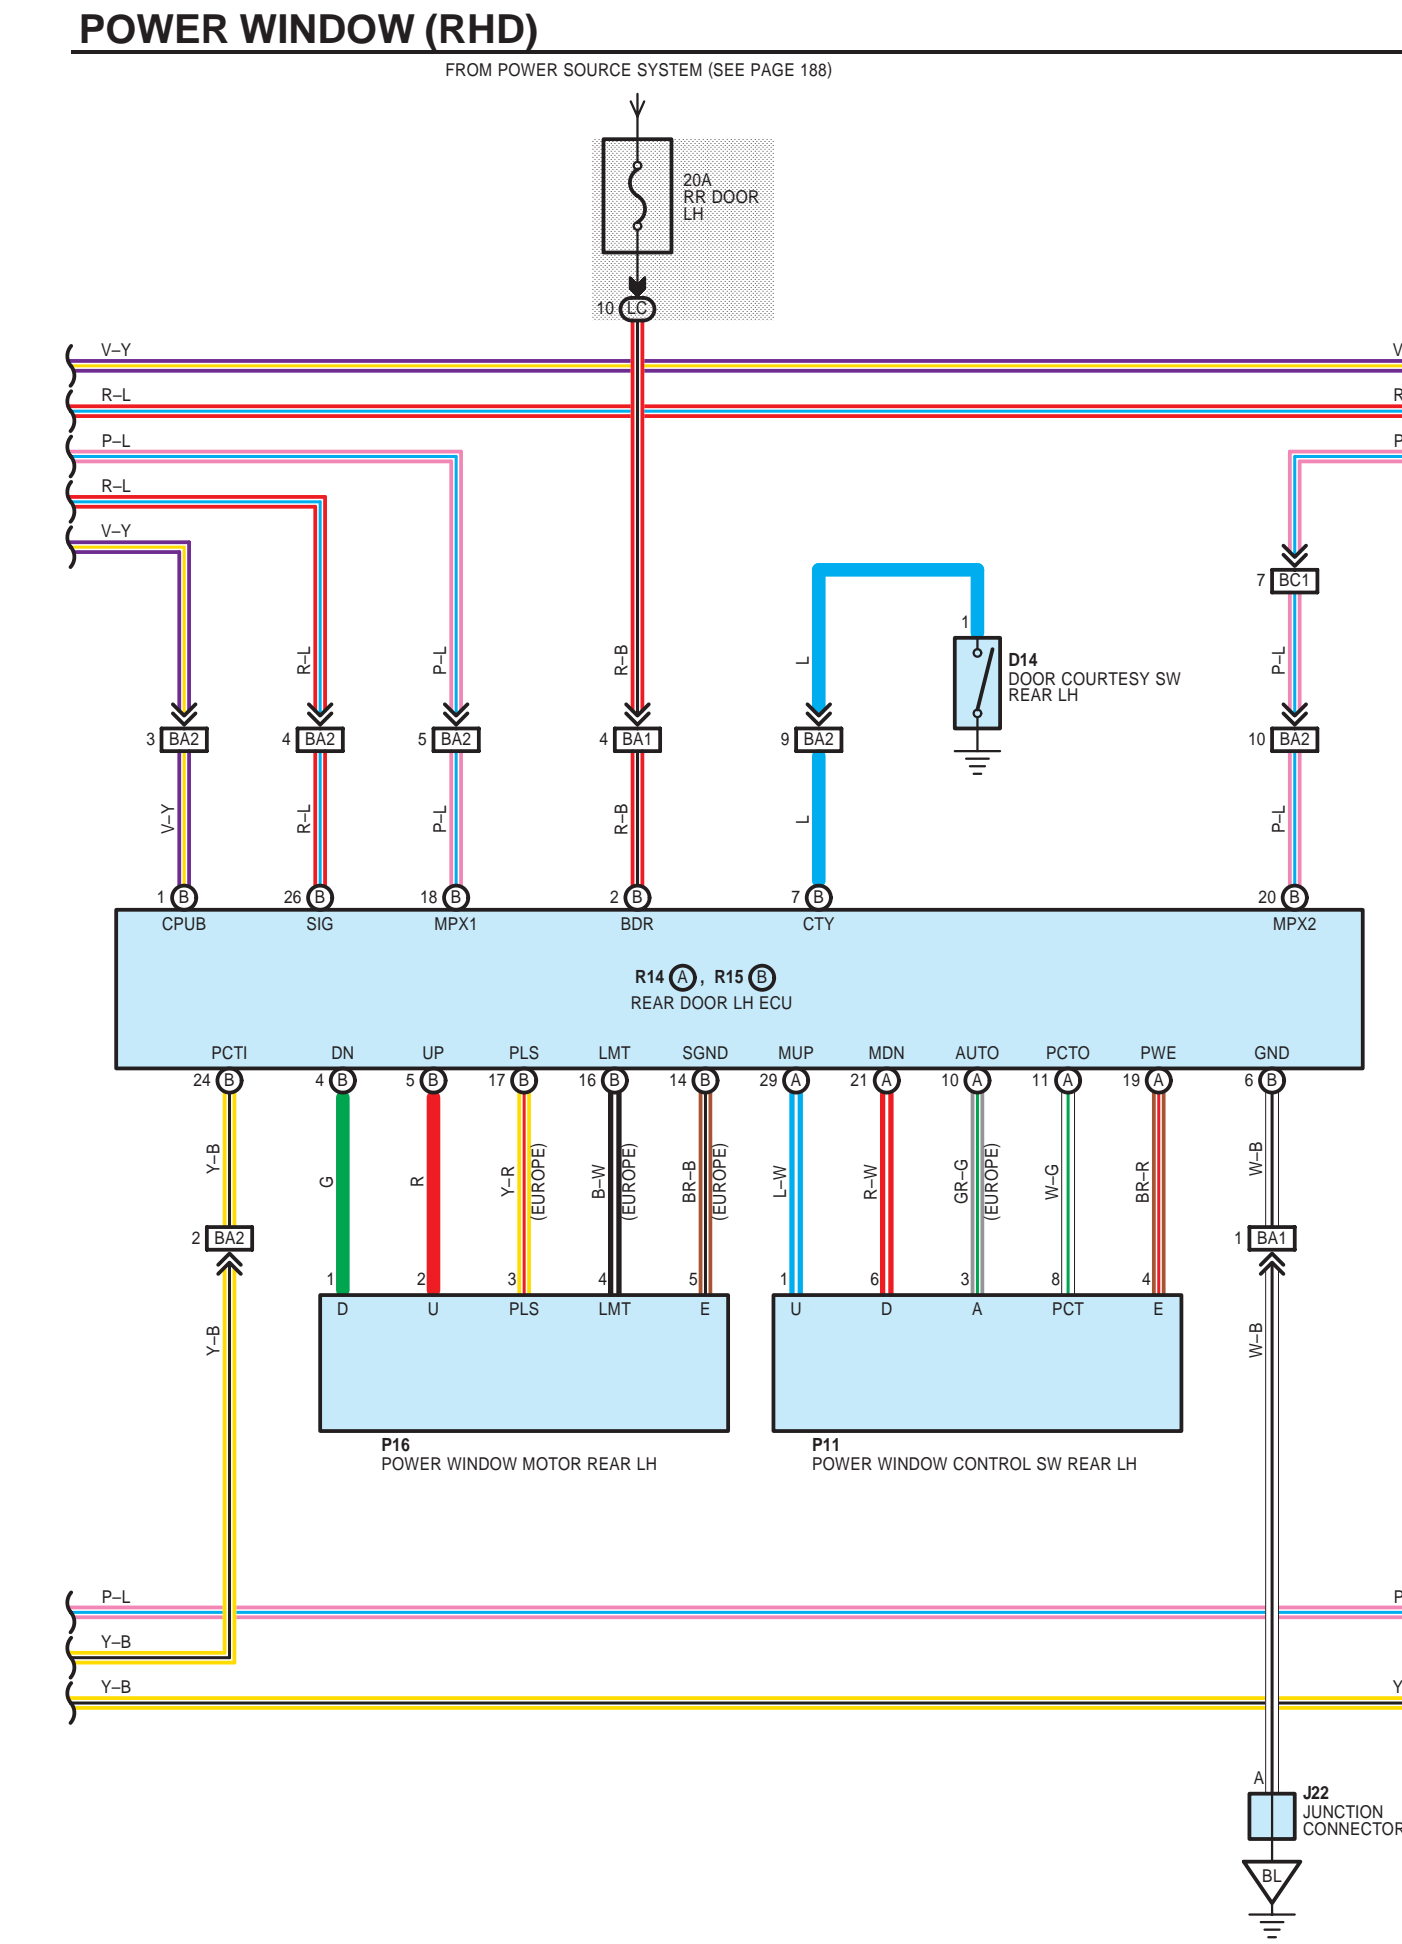 POWER WINDOW (RHD)
FROM POWER SOURCE SYSTEM (SEE PAGE 188)
20A
RR DOOR
LH
10 LC
V–Y V
R–L R
P–L P
R–L
V–Y
7 BC1
1
D14
DOOR COURTESY SW
REAR LH
R–L P–L R–B L P–L
3 BA2 4 BA2 5 BA2 4 BA1 9 BA2 10 BA2
V–Y R–L P–L R–B L P–L
1 B 26 B 18 B 2 B 7 B 20 B
CPUB SIG MPX1 BDR CTY MPX2
R14 A , R15 B
REAR DOOR LH ECU
PCTI DN UP PLS LMT SGND MUP MDN AUTO PCTO PWE GND
24 B 4 B 5 B 17 B 16 B 14 B 29 A 21 A 10 A 11 A 19 A 6 B
Y–B G R Y–R (EUROPE) B–W (EUROPE) BR–B (EUROPE) L–W R–W GR–G (EUROPE) W–G BR–R W–B
2 BA2 1 BA1
1 2 3 4 5 1 6 3 8 4
D U PLS LMT E U D A PCT E
Y–B W–B
P16
POWER WINDOW MOTOR REAR LH
P11
POWER WINDOW CONTROL SW REAR LH
P–L P
Y–B
Y–B Y
A
J22
JUNCTION
CONNECTOR
BL